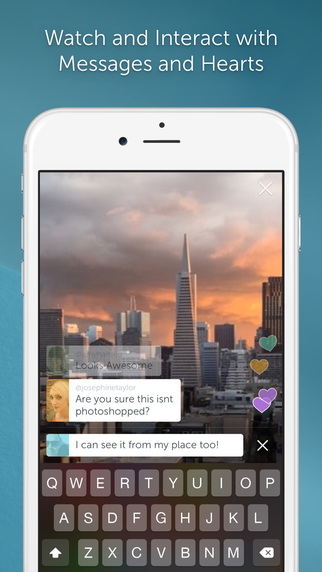 Watch and Interact with
Messages and Hearts
Looks Awesome
@josephinetaylor
Are you sure this isnt
photoshopped?
I can see it from my place too!
Q W E R T Y U I O P
A S D F G H J K L
Z X C V B N M